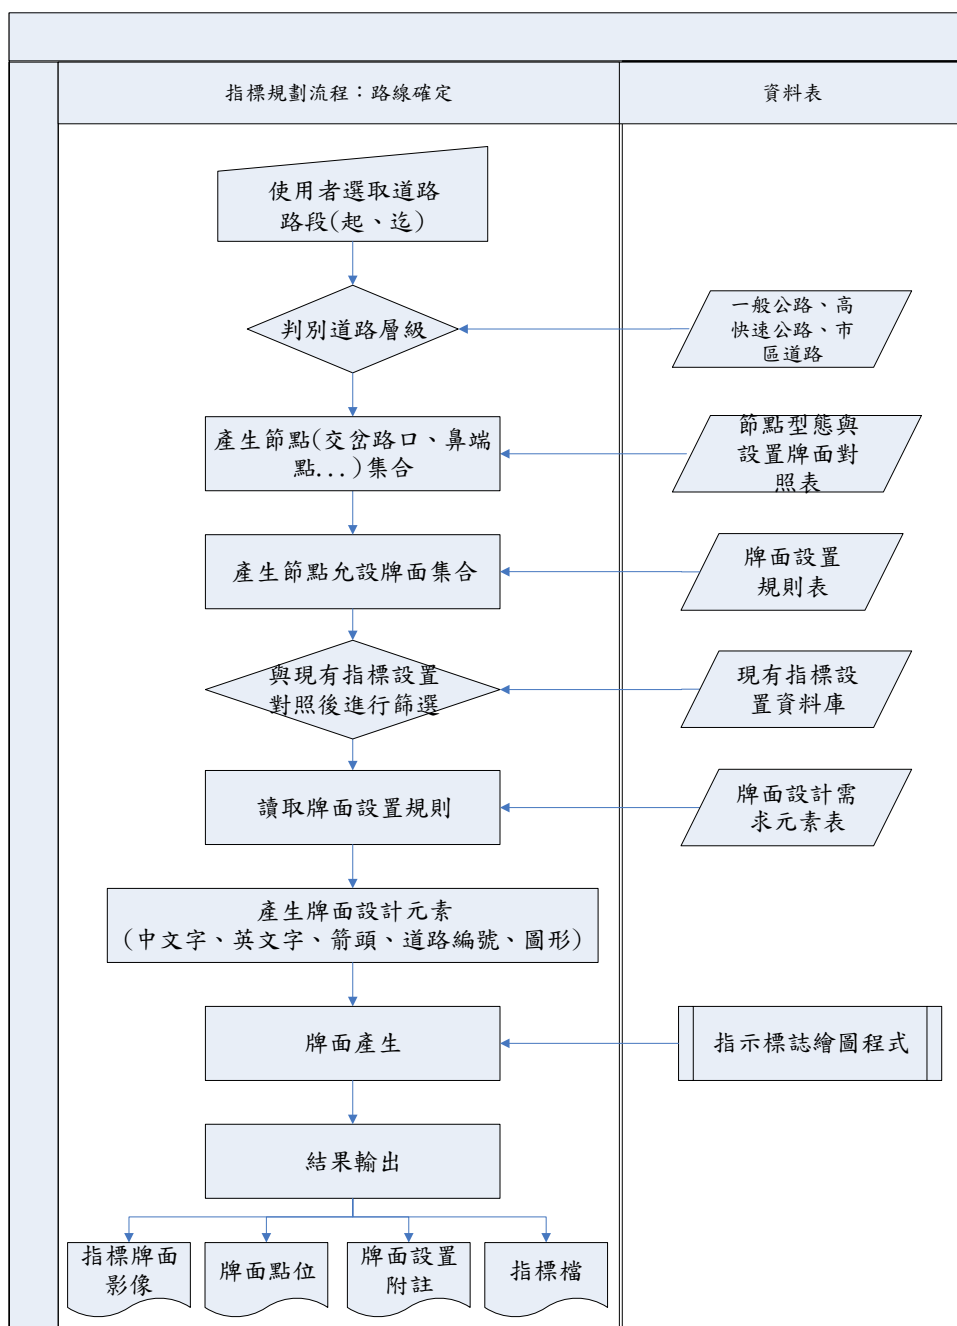 指標規劃流程：路線確定
資料表
使用者選取道路
路段(起、迄)
判別道路層級
一般公路、高
快速公路、市
區道路
產生節點(交岔路口、鼻端
點...)集合
節點型態與
設置牌面對
照表
產生節點允設牌面集合
牌面設置
規則表
與現有指標設置
對照後進行篩選
現有指標設
置資料庫
讀取牌面設置規則
牌面設計需
求元素表
產生牌面設計元素
(中文字、英文字、箭頭、道路編號、圖形)
牌面產生
指示標誌繪圖程式
結果輸出
指標牌面
影像
牌面點位
牌面設置
附註
指標檔